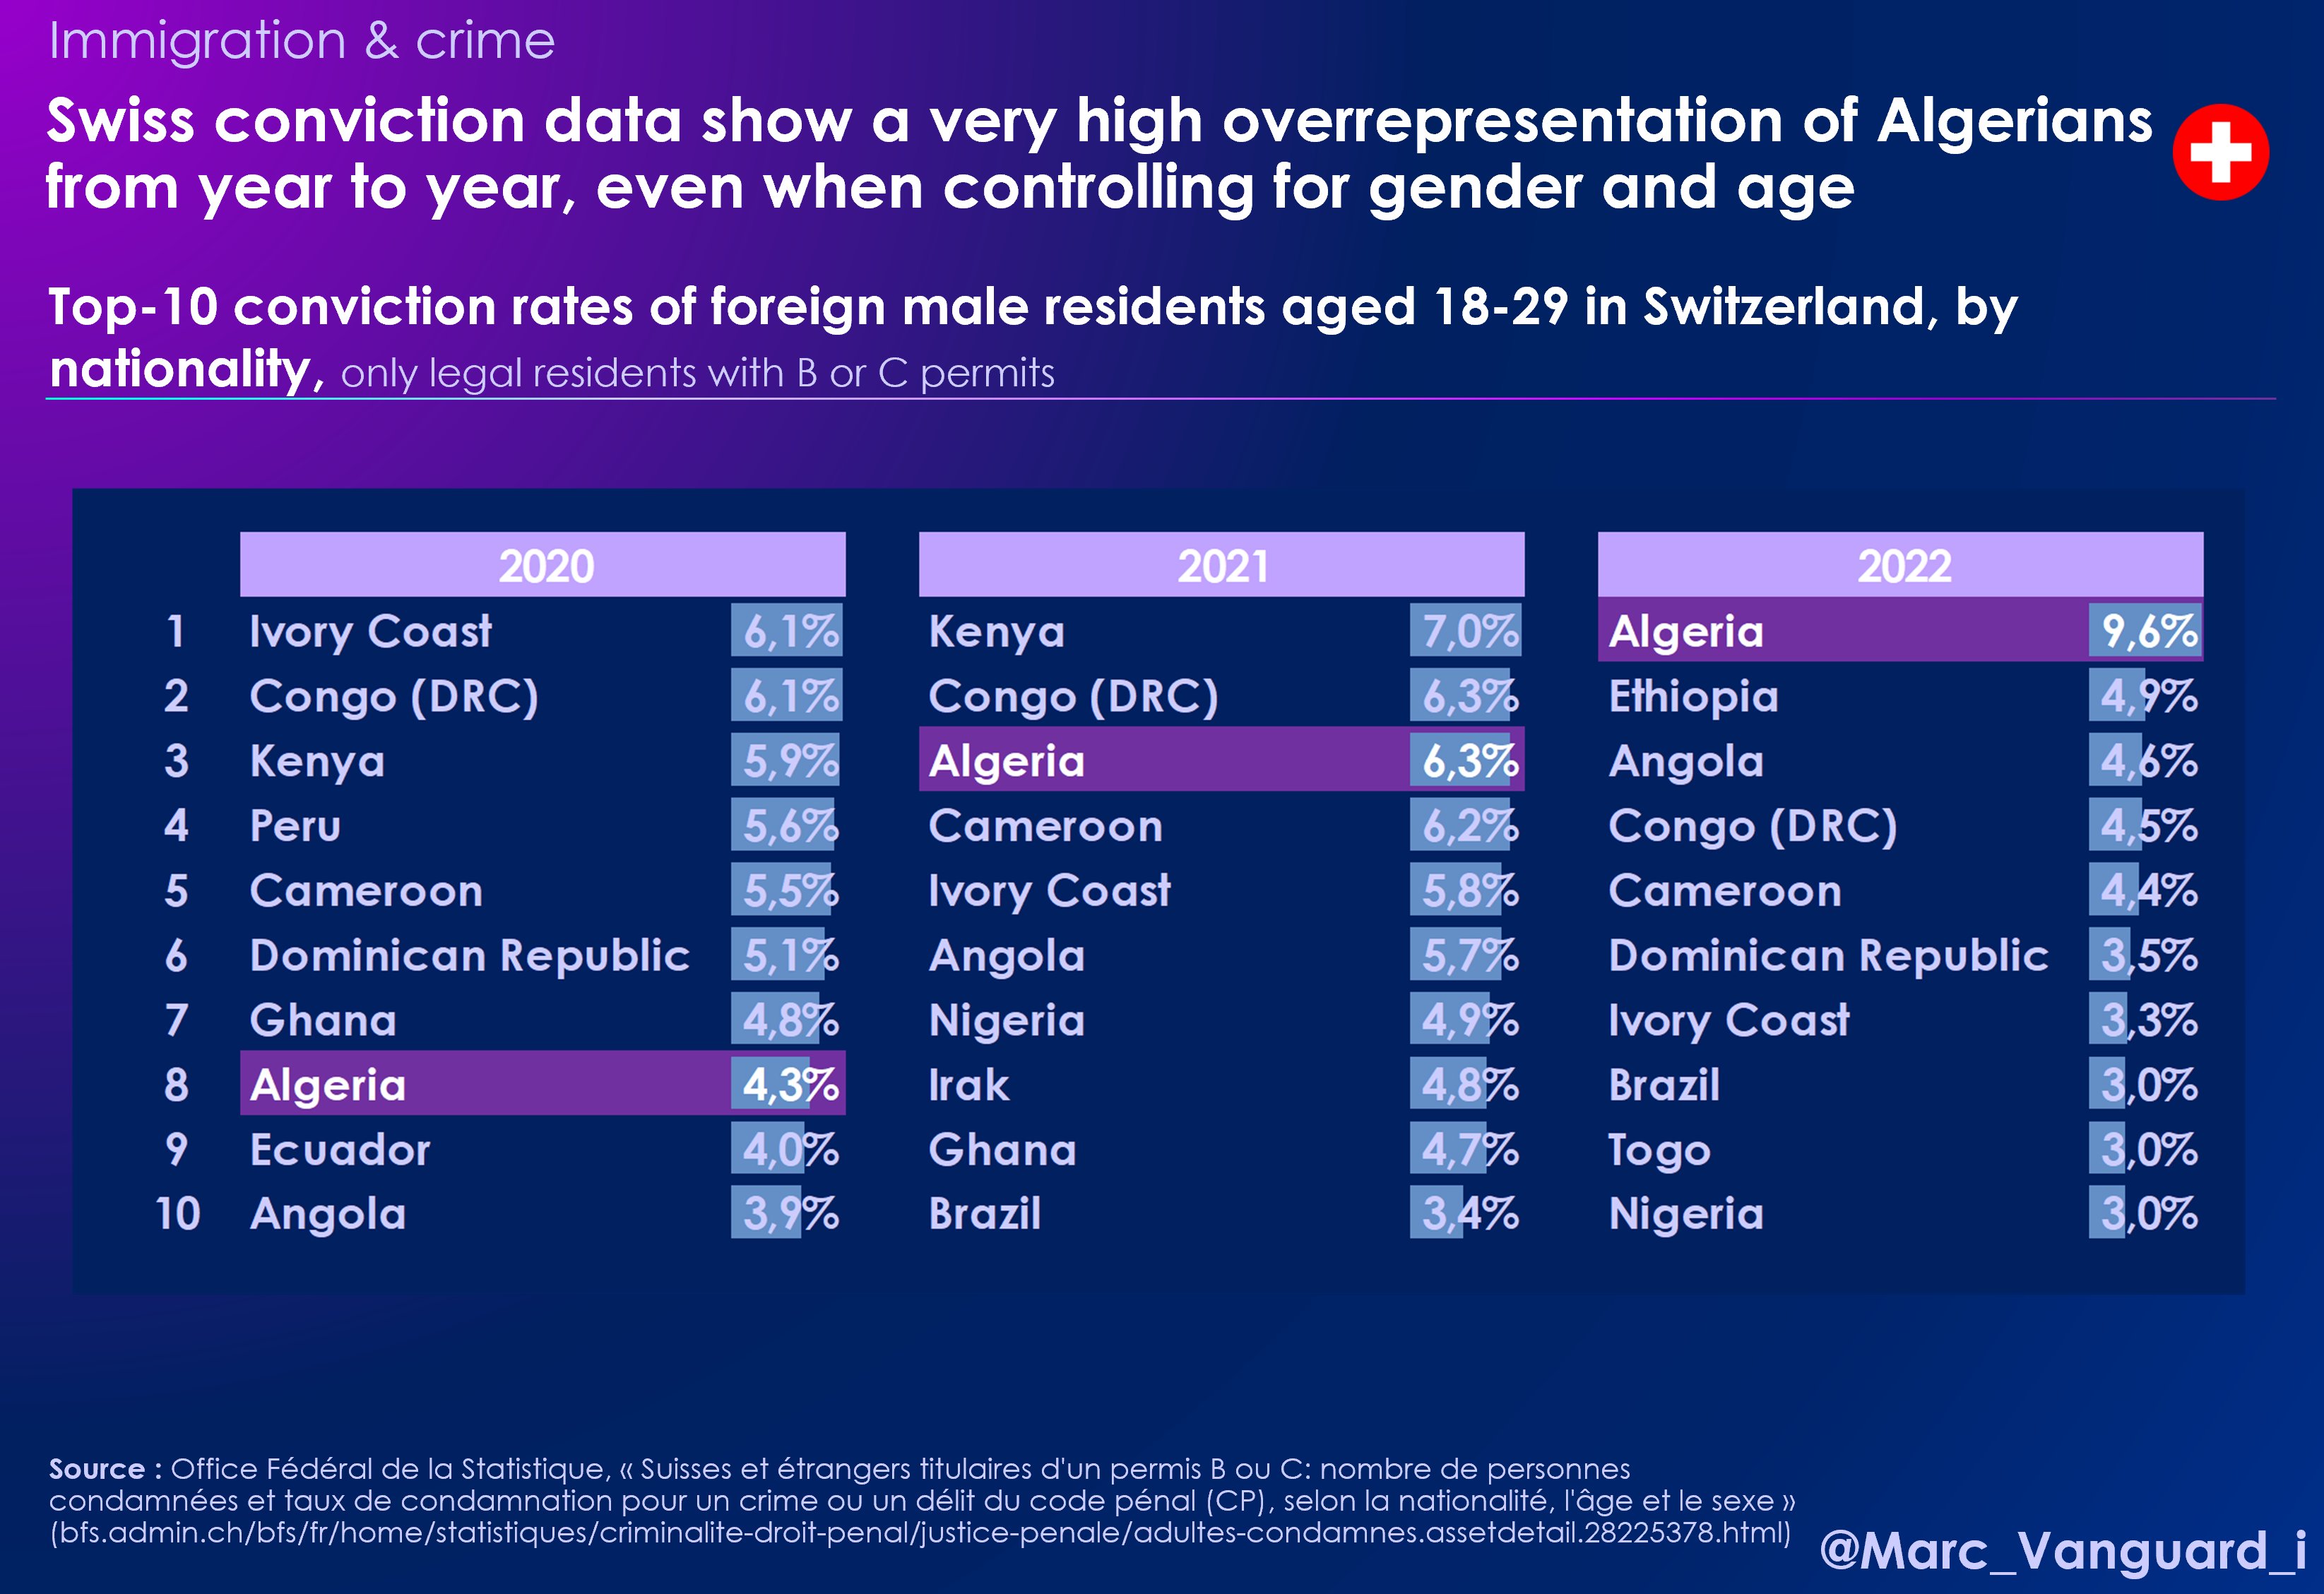 Immigration & crime
Swiss conviction data show a very high overrepresentation of Algerians
from year to year, even when controlling for gender and age
Top-10 conviction rates of foreign male residents aged 18-29 in Switzerland, by
nationality, only legal residents with B or C permits
2020 2021 2022
1 Ivory Coast 6,1% Kenya 7,0% Algeria 9,6%
2 Congo (DRC) 6,1% Congo (DRC) 6,3% Ethiopia 4,9%
3 Kenya 5,9% Algeria 6,3% Angola 4,6%
4 Peru 5,6% Cameroon 6,2% Congo (DRC) 4,5%
5 Cameroon 5,5% Ivory Coast 5,8% Cameroon 4,4%
6 Dominican Republic 5,1% Angola 5,7% Dominican Republic 3,5%
7 Ghana 4,8% Nigeria 4,9% Ivory Coast 3,3%
8 Algeria 4,3% Irak 4,8% Brazil 3,0%
9 Ecuador 4,0% Ghana 4,7% Togo 3,0%
10 Angola 3,9% Brazil 3,4% Nigeria 3,0%
Source : Office Fédéral de la Statistique, « Suisses et étrangers titulaires d'un permis B ou C: nombre de personnes
condamnées et taux de condamnation pour un crime ou un délit du code pénal (CP), selon la nationalité, l'âge et le sexe »
(bfs.admin.ch/bfs/fr/home/statistiques/criminalite-droit-penal/justice-penale/adultes-condamnes.assetdetail.28225378.html)
@Marc_Vanguard_i